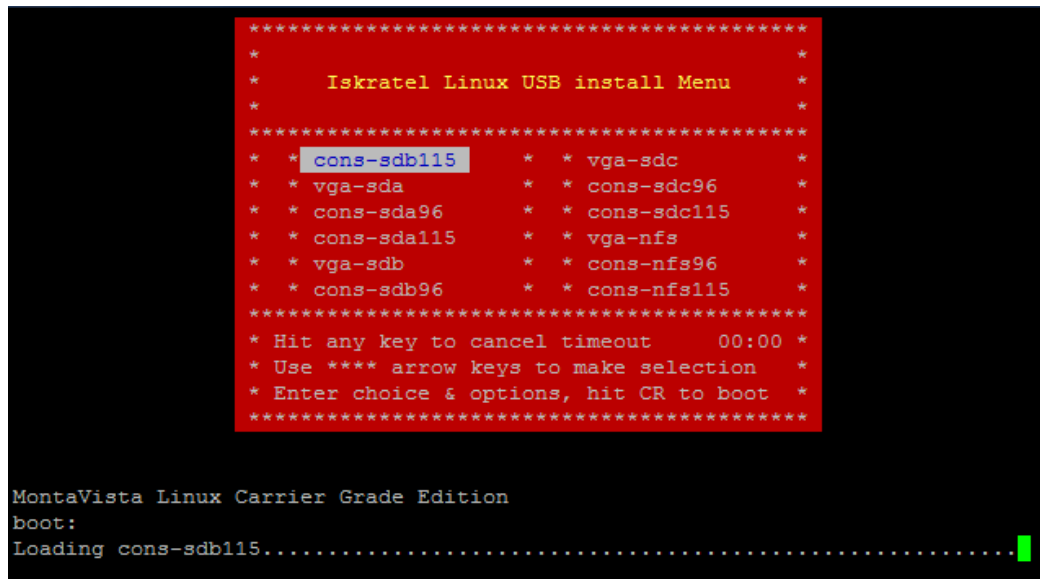 *******************************************
* *
* Iskratel Linux USB install Menu *
* *
*******************************************
* * cons-sdb115 * * vga-sdc *
* * vga-sda * * cons-sdc96 *
* * cons-sda96 * * cons-sdc115 *
* * cons-sda115 * * vga-nfs *
* * vga-sdb * * cons-nfs96 *
* * cons-sdb96 * * cons-nfs115 *
*******************************************
* Hit any key to cancel timeout 00:00 *
* Use **** arrow keys to make selection *
* Enter choice & options, hit CR to boot *
*******************************************
MontaVista Linux Carrier Grade Edition
boot:
Loading cons-sdb115..........................................................